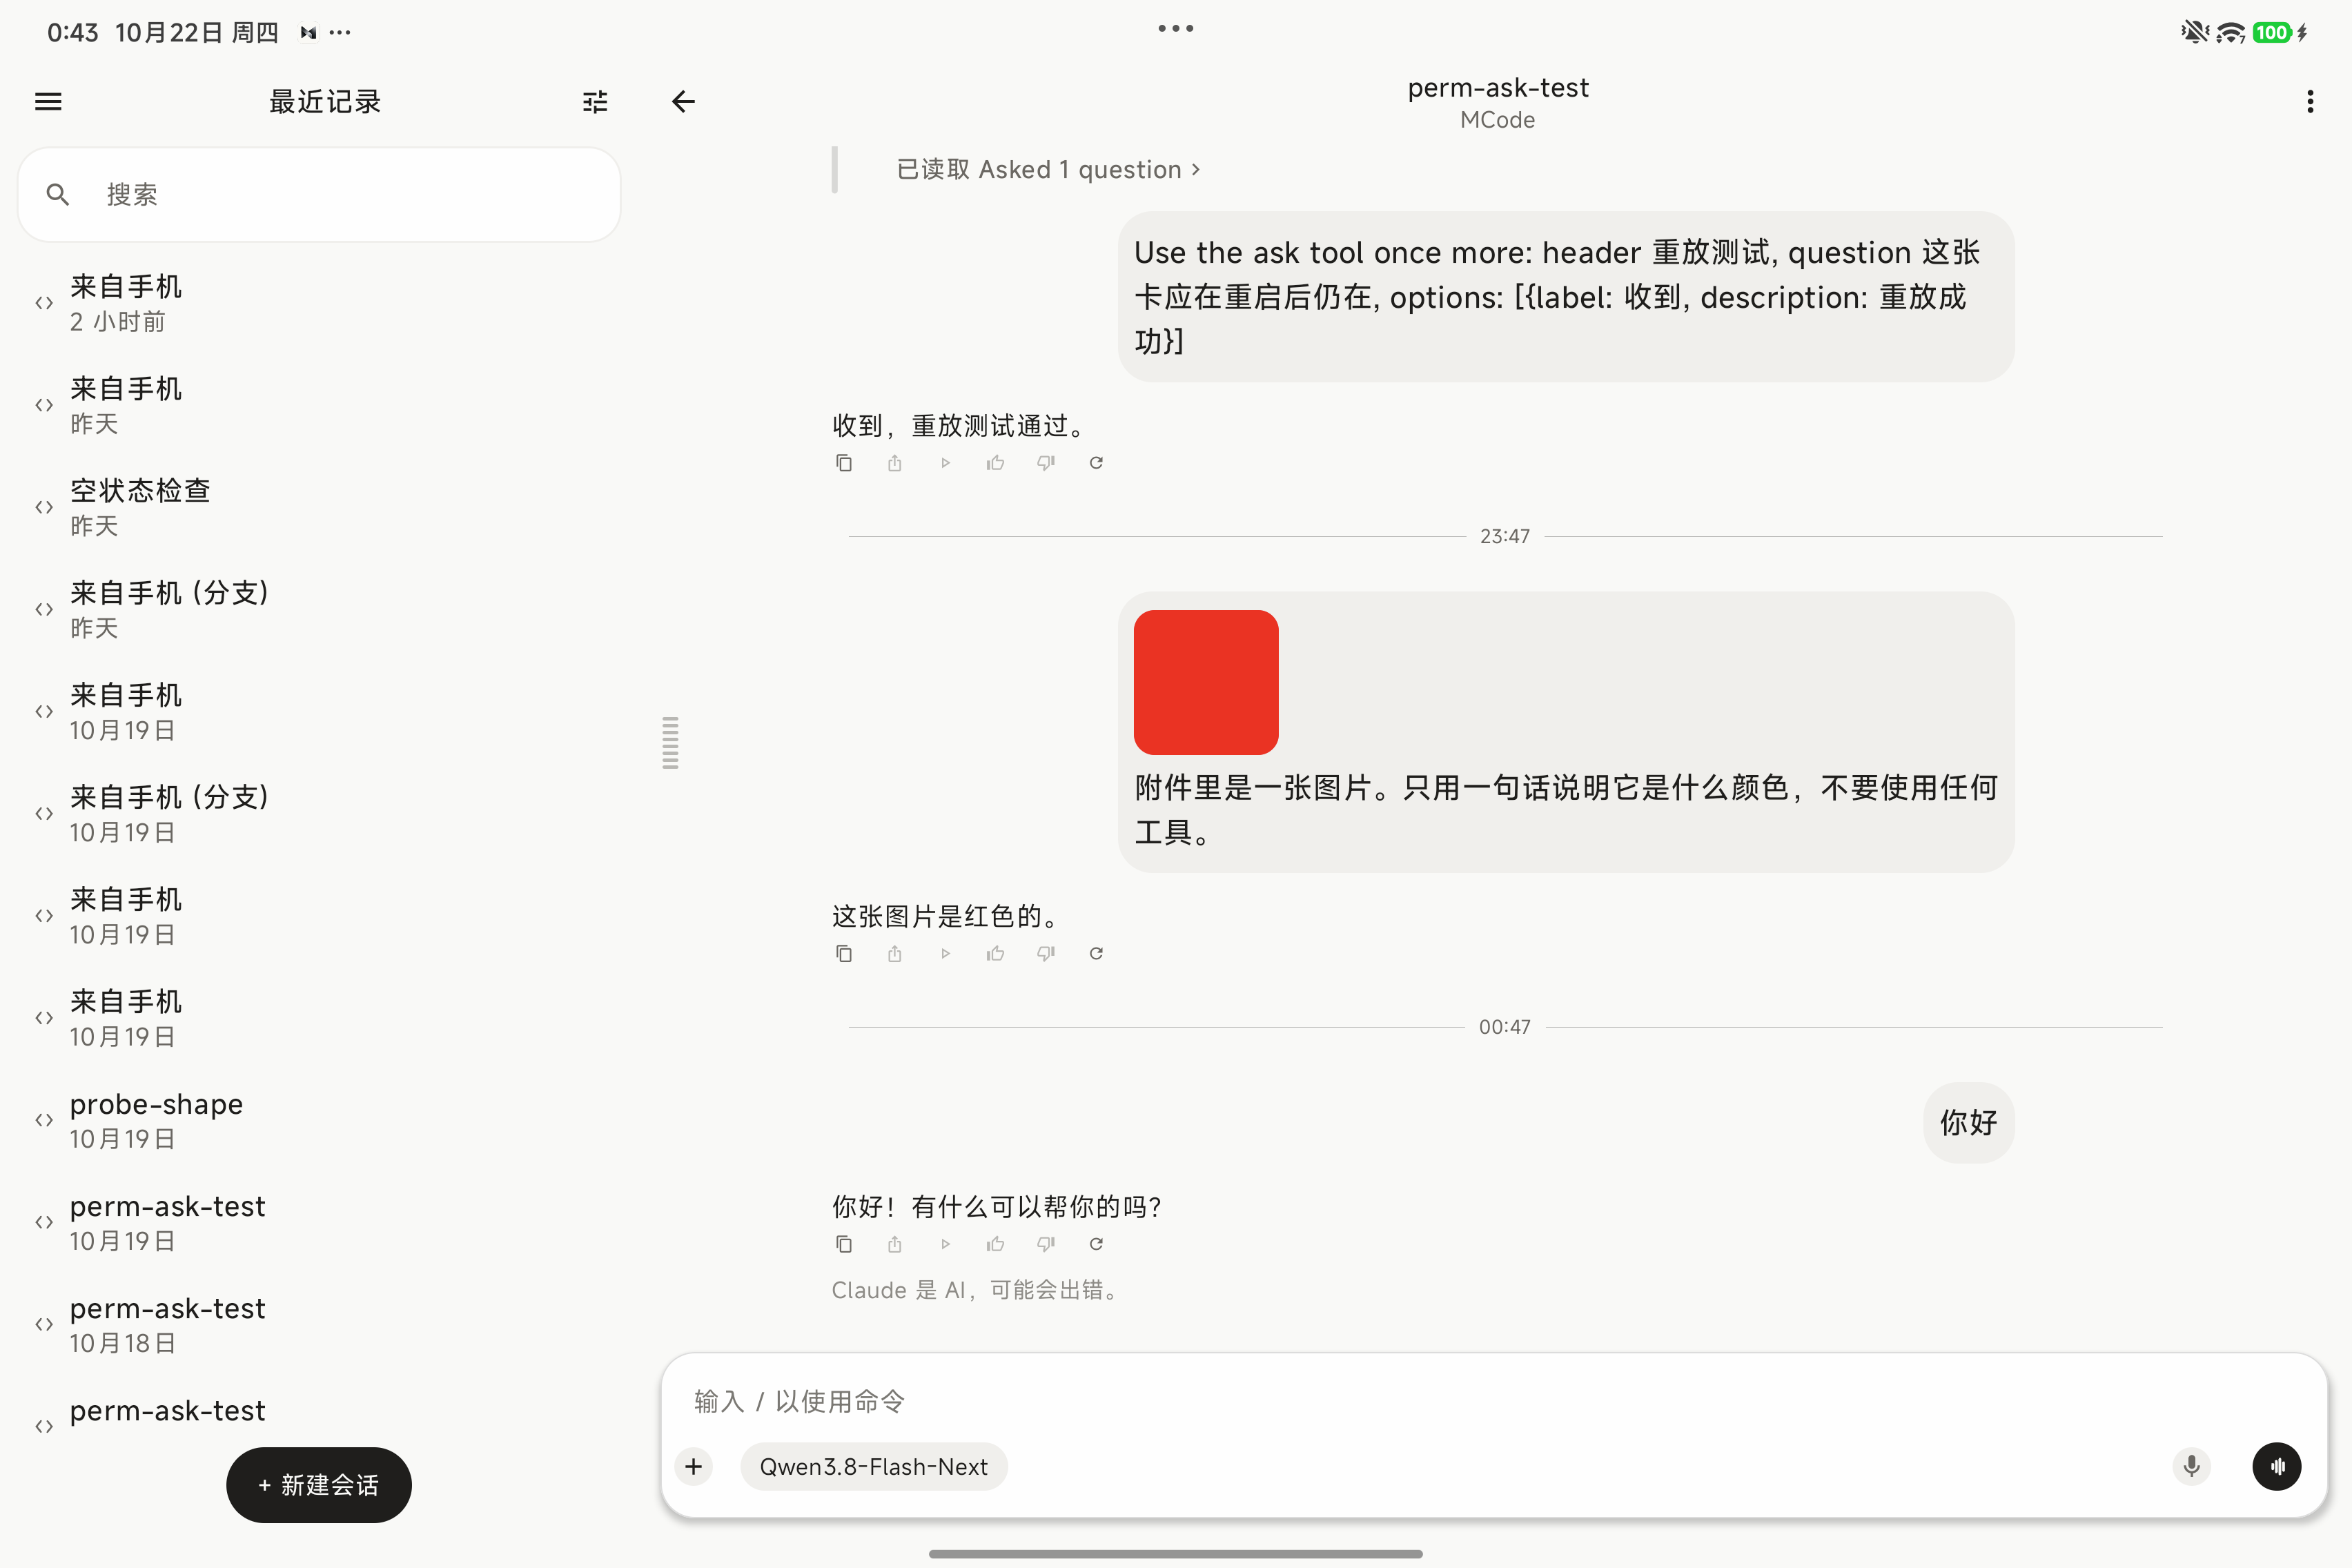 0:43 10月22日 周四
100
最近记录
搜索
来自手机
2 小时前
来自手机
昨天
空状态检查
昨天
来自手机 (分支)
昨天
来自手机
10月19日
来自手机 (分支)
10月19日
来自手机
10月19日
来自手机
10月19日
probe-shape
10月19日
perm-ask-test
10月19日
perm-ask-test
10月18日
perm-ask-test
+ 新建会话
perm-ask-test
MCode
已读取 Asked 1 question
Use the ask tool once more: header 重放测试, question 这张
卡应在重启后仍在, options: [{label: 收到, description: 重放成
功}]
收到，重放测试通过。
23:47
附件里是一张图片。只用一句话说明它是什么颜色，不要使用任何
工具。
这张图片是红色的。
00:47
你好
你好！有什么可以帮你的吗？
Claude 是 AI，可能会出错。
输入 / 以使用命令
Qwen3.8-Flash-Next